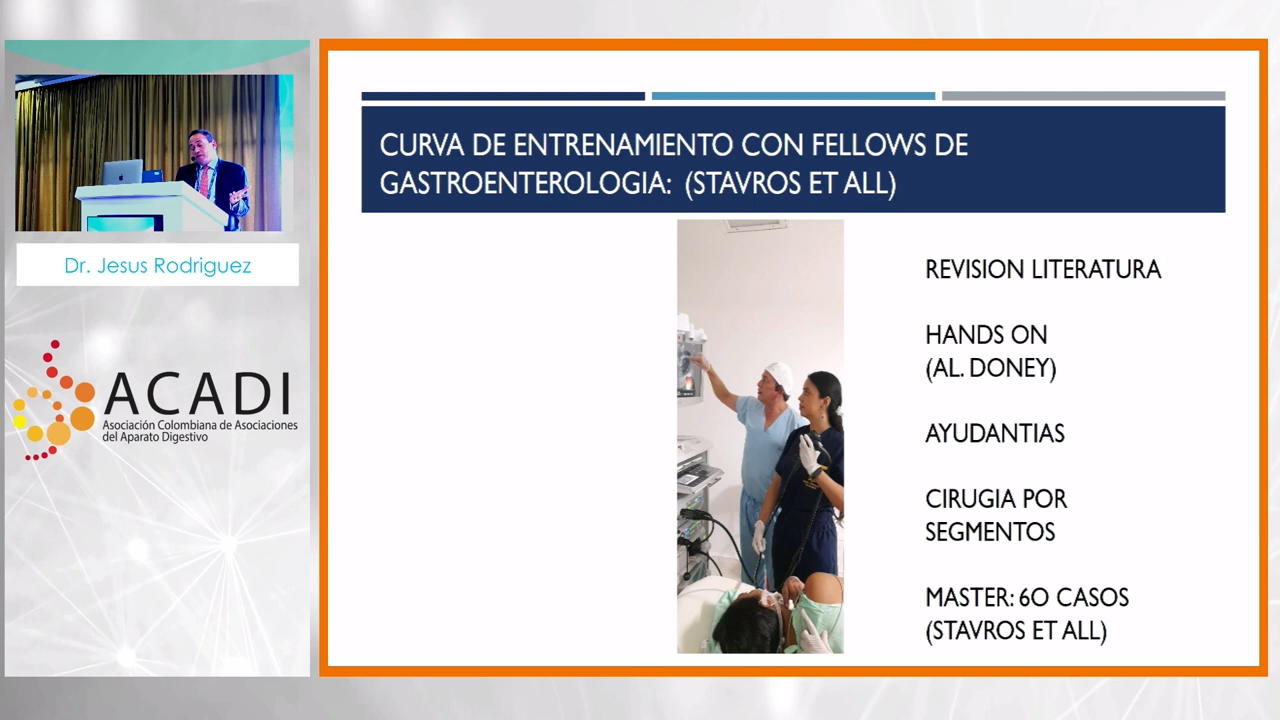 Dr. Jesus Rodriguez
ACADI
Asociación Colombiana de Asociaciones
del Aparato Digestivo
CURVA DE ENTRENAMIENTO CON FELLOWS DE
GASTROENTEROLOGIA: (STAVROS ET ALL)
REVISION LITERATURA
HANDS ON
(AL. DONEY)
AYUDANTIAS
CIRUGIA POR
SEGMENTOS
MASTER: 6O CASOS
(STAVROS ET ALL)